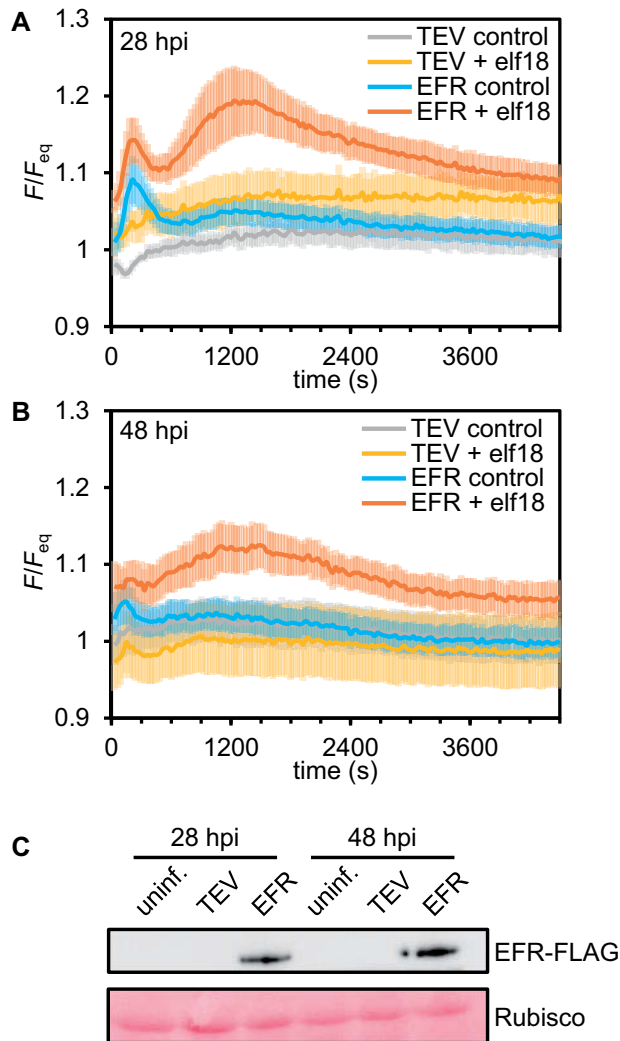 A
28 hpi
TEV control
TEV + elf18
EFR control
EFR + elf18
1.3
1.2
1.1
1
0.9
F/Feq
0 1200 2400 3600
time (s)
B
48 hpi
TEV control
TEV + elf18
EFR control
EFR + elf18
1.3
1.2
1.1
1
0.9
F/Feq
0 1200 2400 3600
time (s)
C
28 hpi 48 hpi
uninf. TEV EFR uninf. TEV EFR
EFR-FLAG
Rubisco